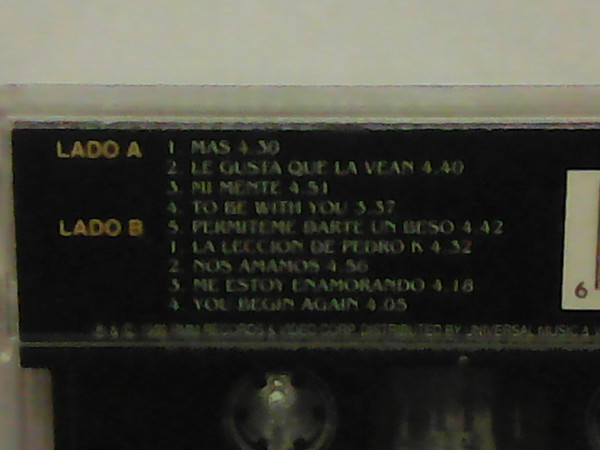 LADO A
1. MAS 4.30
2. LE GUSTA QUE LA VEAN 4.40
3. MI MENTE 4.51
4. TO BE WITH YOU 3.37
5. PERMITEME DARTE UN BESO 4.42
LADO B
1. LA LECCION DE PEDRO K 4.32
2. NOS AMAMOS 4.56
3. ME ESTOY ENAMORANDO 4.18
4. YOU BEGIN AGAIN 4.05
RECORDS & VIDEO CORP. DISTRIBUTED BY UNIVERSAL MUSIC &
6